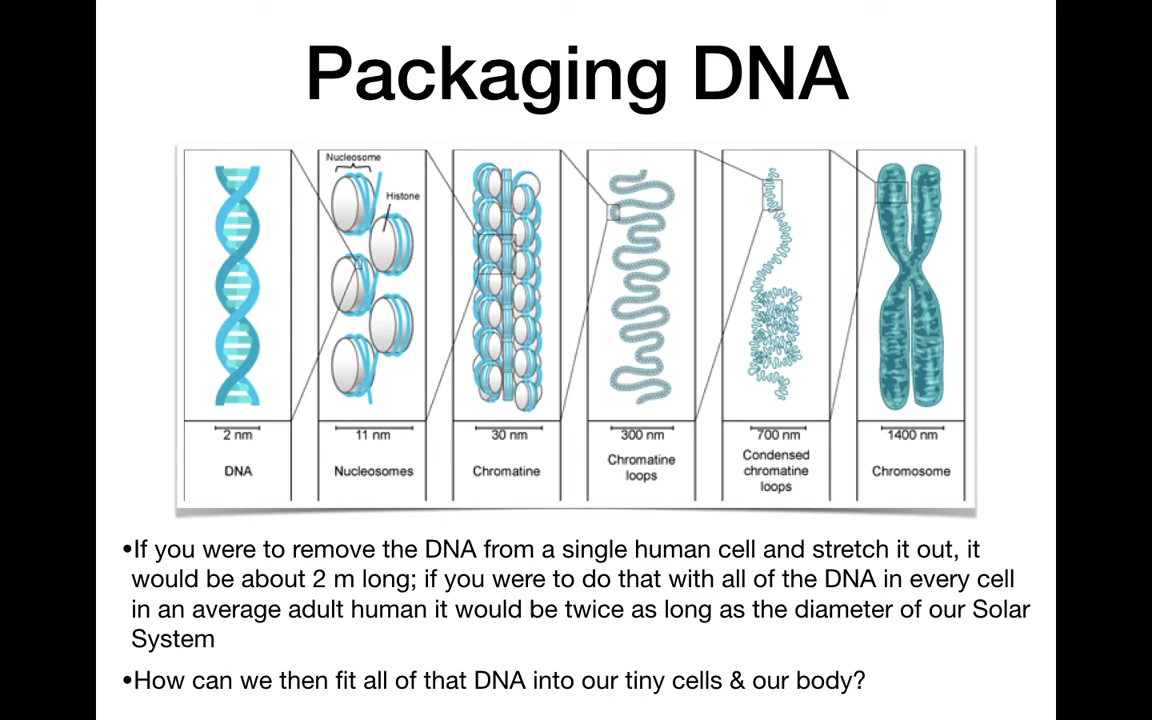 Packaging DNA
Nucleosome
Histone
2 nm
11 nm
30 nm
300 nm
700 nm
1400 nm
DNA
Nucleosomes
Chromatine
Chromatine
loops
Condensed
chromatine
loops
Chromosome
•If you were to remove the DNA from a single human cell and stretch it out, it
would be about 2 m long; if you were to do that with all of the DNA in every cell
in an average adult human it would be twice as long as the diameter of our Solar
System
•How can we then fit all of that DNA into our tiny cells & our body?